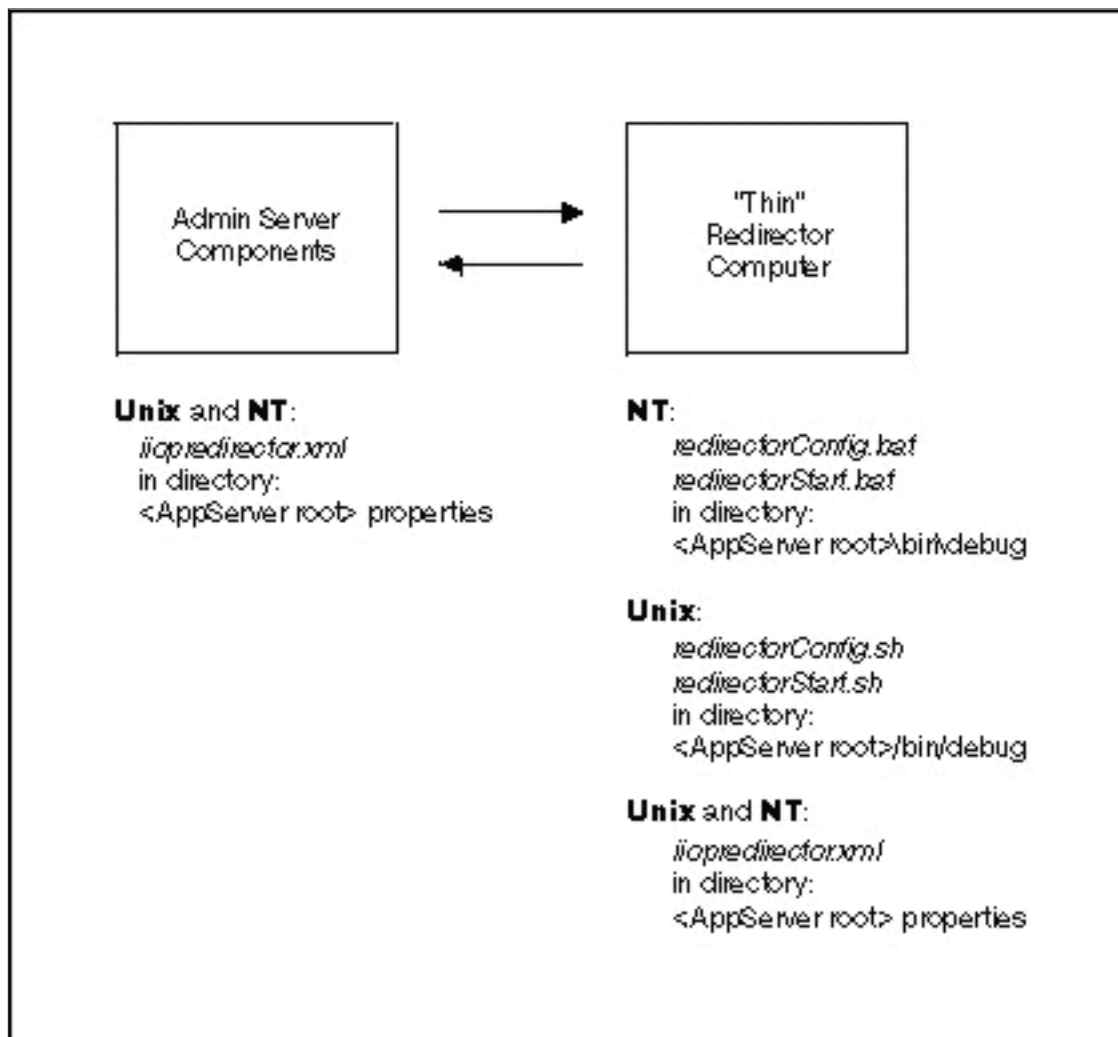 Admin Server
Components
"Thin"
Redirector
Computer
Unix and NT:
iiopredirector.xml
in directory:
<AppServer root> properties
NT:
redirectorConfig.bat
redirectorStart.bat
in directory:
<AppServer root>\bin\debug
Unix:
redirectorConfig.sh
redirectorStart.sh
in directory:
<AppServer root>/bin/debug
Unix and NT:
iiopredirector.xml
in directory:
<AppServer root> properties